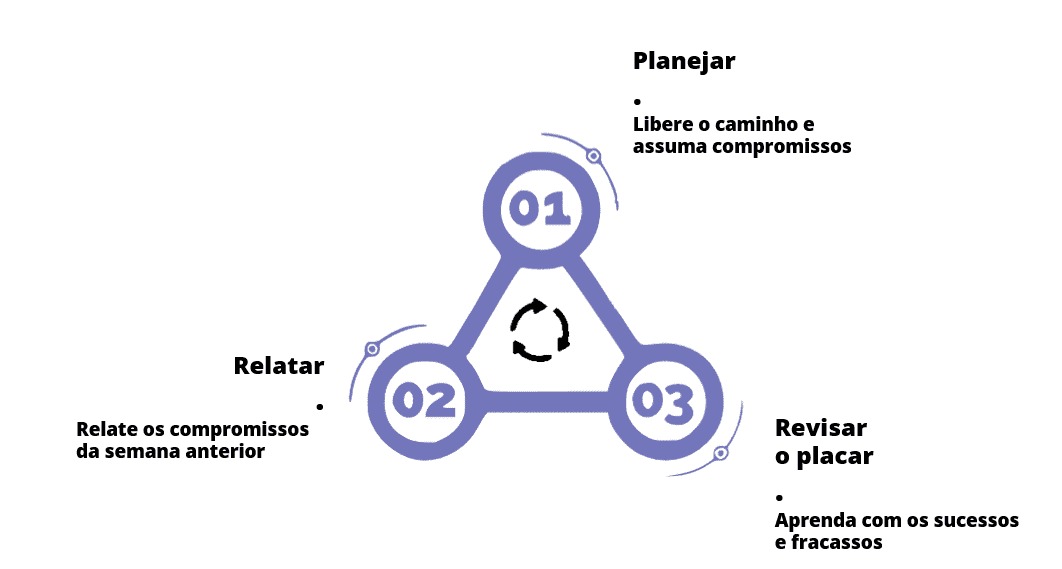 Planejar
•
Libere o caminho e
assuma compromissos
01
Relatar
•
Relate os compromissos
da semana anterior
02
03
Revisar
o placar
•
Aprenda com os sucessos
e fracassos